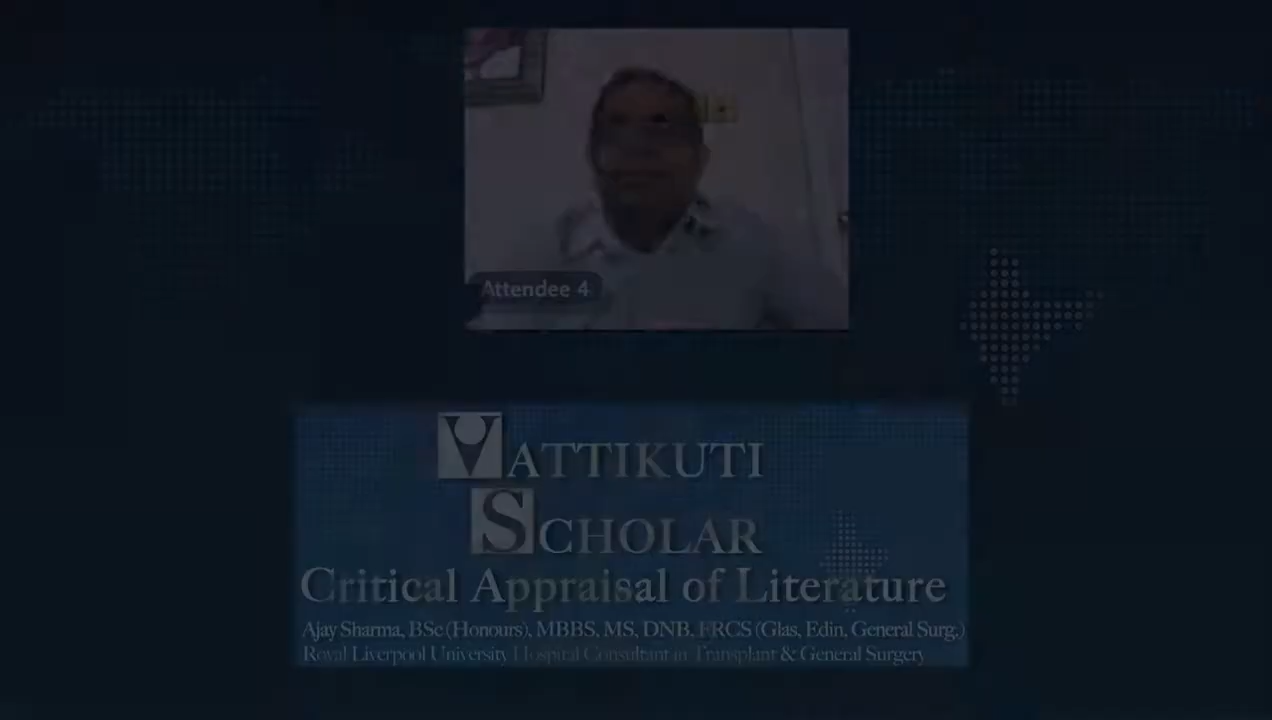 Attendee 4
VATTIKUTI
SCHOLAR
Critical Appraisal of Literature
Ajay Sharma, BSc (Honours), MBBS, MS, DNB, FRCS (Glas, Edin, General Surg.)
Royal Liverpool University Hospital Consultant in Transplant & General Surgery